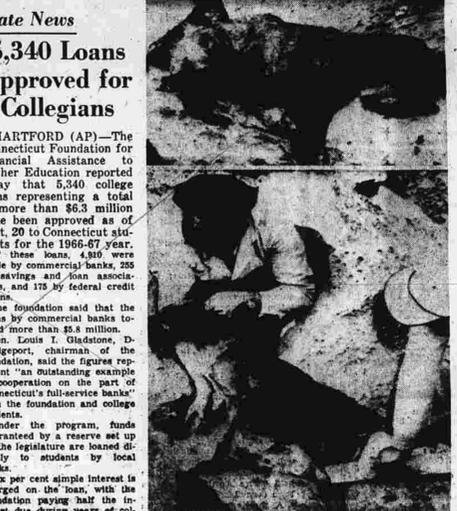 ate News
5,340 Loans
pproved for
Collegians
HARTFORD (AP)—The
necticut Foundation for
ancial Assistance to
her Education reported
ay that 5,340 college
ns representing a total
more than $6.3 million
e been approved as of
t, 20 to Connecticut stu-
ts for the 1966-67 year.
f these loans, 4,910 were
de by commercial banks, 255
savings and loan associa-
s, and 175 by federal credit
ns.
he foundation said that the
ns by commercial banks to-
d more than $5.8 million.
n. Louis T. Gladstone, D-
dgeport, chairman of the
dation, said the figures rep-
nt "an outstanding example
cooperation on the part of
necticut's full-service banks"
the foundation and college
ents.
nder the program, funds
ranteed by a reserve set up
the legislature are loaned di-
ly to students by local
ks.
x per cent simple interest is
rged on the loan, with the
ndation paying half the in-